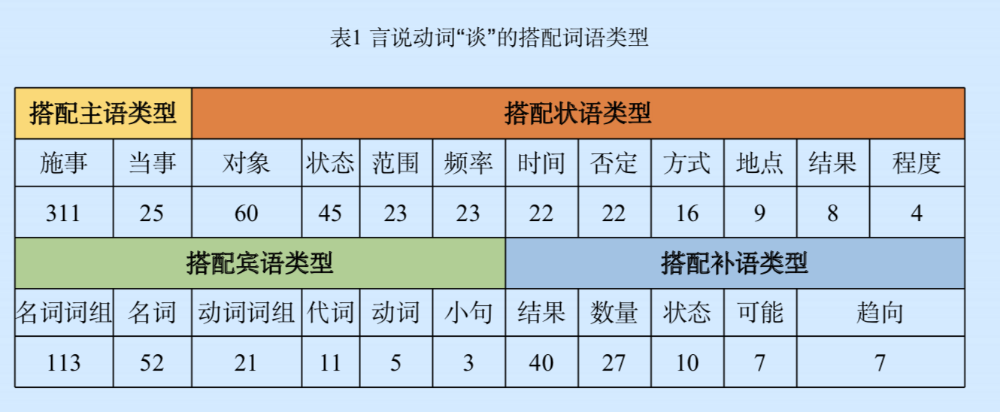 表1 言说动词“谈”的搭配词语类型
搭配主语类型 搭配状语类型
施事 当事 对象 状态 范围 频率 时间 否定 方式 地点 结果 程度
311 25 60 45 23 23 22 22 16 9 8 4
搭配宾语类型 搭配补语类型
名词词组 名词 动词词组 代词 动词 小句 结果 数量 状态 可能 趋向
113 52 21 11 5 3 40 27 10 7 7